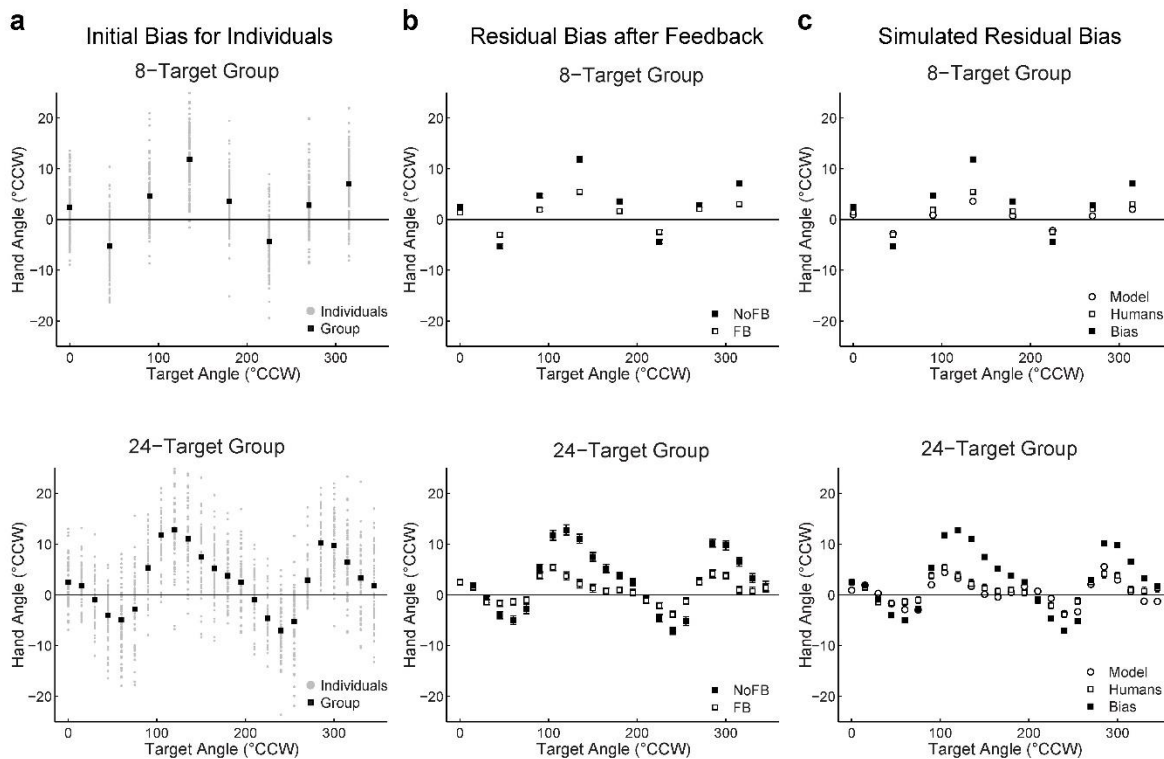 a
Initial Bias for Individuals
8−Target Group
Hand Angle (°CCW)
20
10
0
−10
−20
Individuals
Group
0 100 200 300
Target Angle (°CCW)
24−Target Group
Hand Angle (°CCW)
20
10
0
−10
−20
Individuals
Group
0 100 200 300
Target Angle (°CCW)
b
Residual Bias after Feedback
8−Target Group
Hand Angle (°CCW)
20
10
0
−10
−20
NoFB
FB
0 100 200 300
Target Angle (°CCW)
24−Target Group
Hand Angle (°CCW)
20
10
0
−10
−20
NoFB
FB
0 100 200 300
Target Angle (°CCW)
c
Simulated Residual Bias
8−Target Group
Hand Angle (°CCW)
20
10
0
−10
−20
Model
Humans
Bias
0 100 200 300
Target Angle (°CCW)
24−Target Group
Hand Angle (°CCW)
20
10
0
−10
−20
Model
Humans
Bias
0 100 200 300
Target Angle (°CCW)